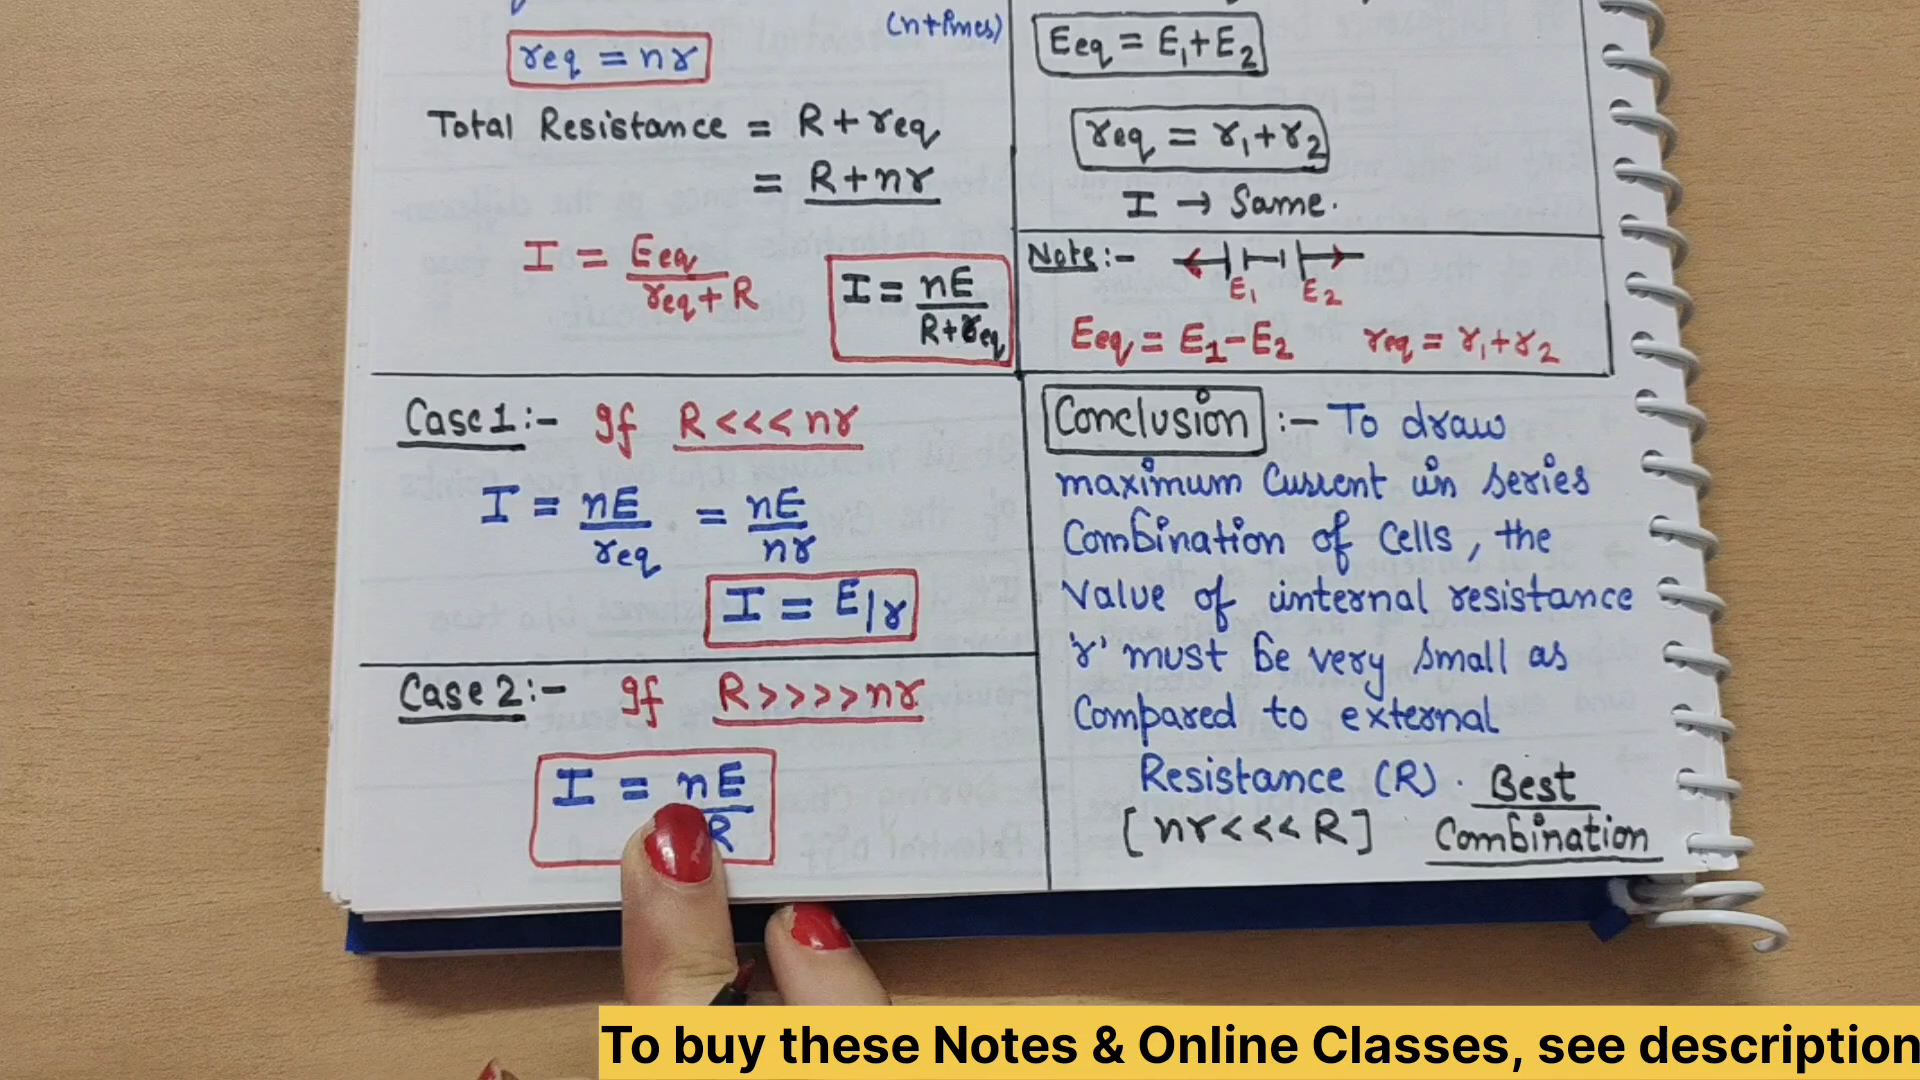 (n times)
req = nr
Total Resistance = R + req
= R + nr
I = Eeq / req + R
I = nE / R + req
Case 1:- If R <<< nr
I = nE / req = nE / nr
I = E/r
Case 2:- If R >>>> nr
I = nE / R
Eeq = E1 + E2
req = r1 + r2
I → Same.
Note:-
E1 E2
Eeq = E1 - E2 req = r1 + r2
Conclusion :- To draw
maximum Current in series
Combination of Cells, the
Value of internal resistance
'r' must be very small as
Compared to external
Resistance (R). Best
[nr <<< R] Combination
To buy these Notes & Online Classes, see description